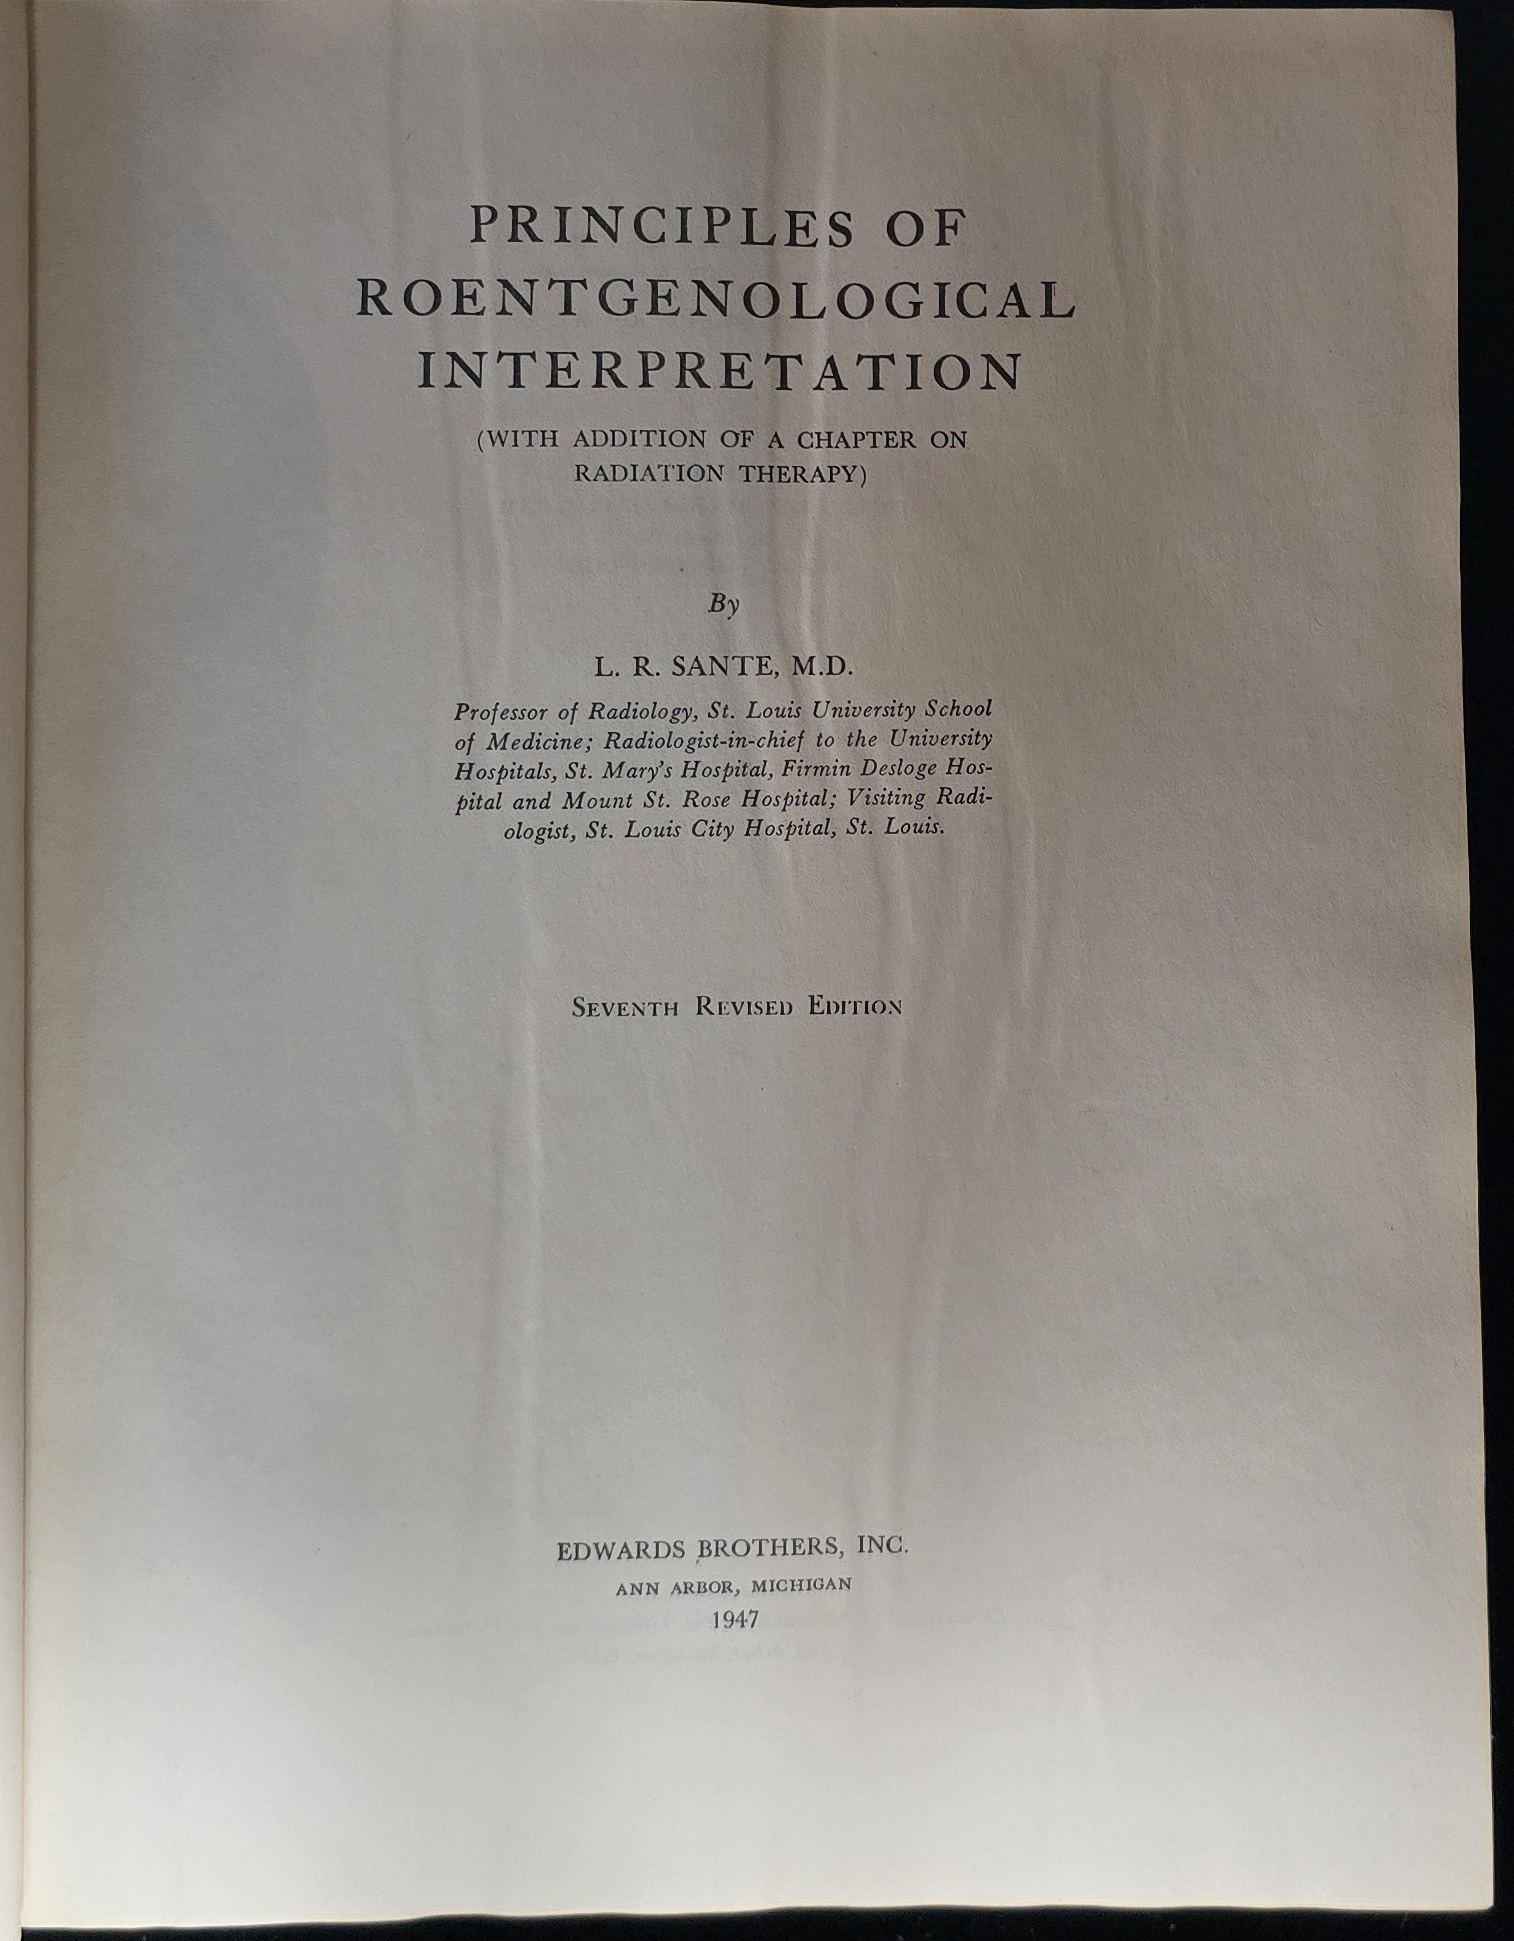 PRINCIPLES OF
ROENTGENOLOGICAL
INTERPRETATION
(WITH ADDITION OF A CHAPTER ON
RADIATION THERAPY)
By
L. R. SANTE, M.D.
Professor of Radiology, St. Louis University School
of Medicine; Radiologist-in-chief to the University
Hospitals, St. Mary's Hospital, Firmin Desloge Hos-
pital and Mount St. Rose Hospital; Visiting Radi-
ologist, St. Louis City Hospital, St. Louis.
SEVENTH REVISED EDITION
EDWARDS BROTHERS, INC.
ANN ARBOR, MICHIGAN
1947